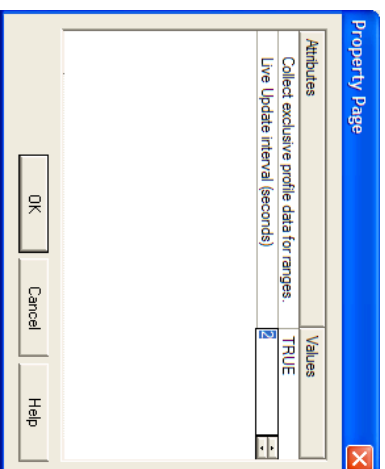 Property Page
Attributes Values
Collect exclusive profile data for ranges. TRUE
Live Update interval (seconds) 2
OK Cancel Help